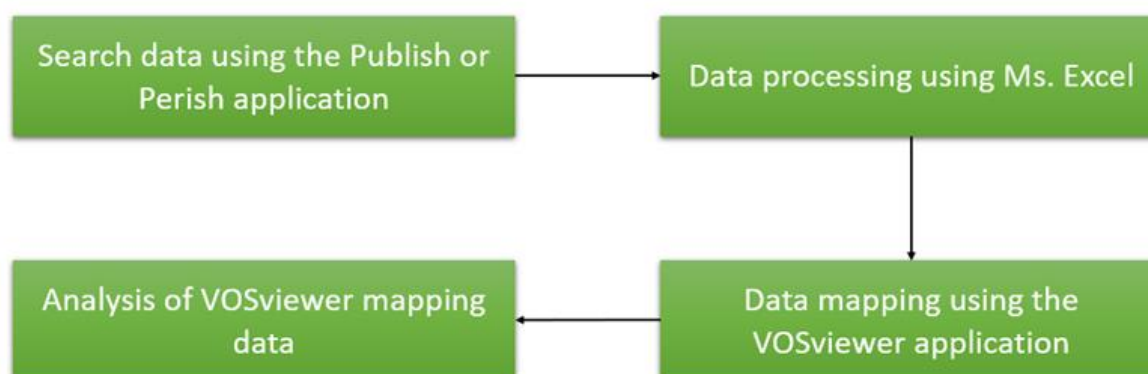 Search data using the Publish or
Perish application
Data processing using Ms. Excel
Data mapping using the
VOSviewer application
Analysis of VOSviewer mapping
data